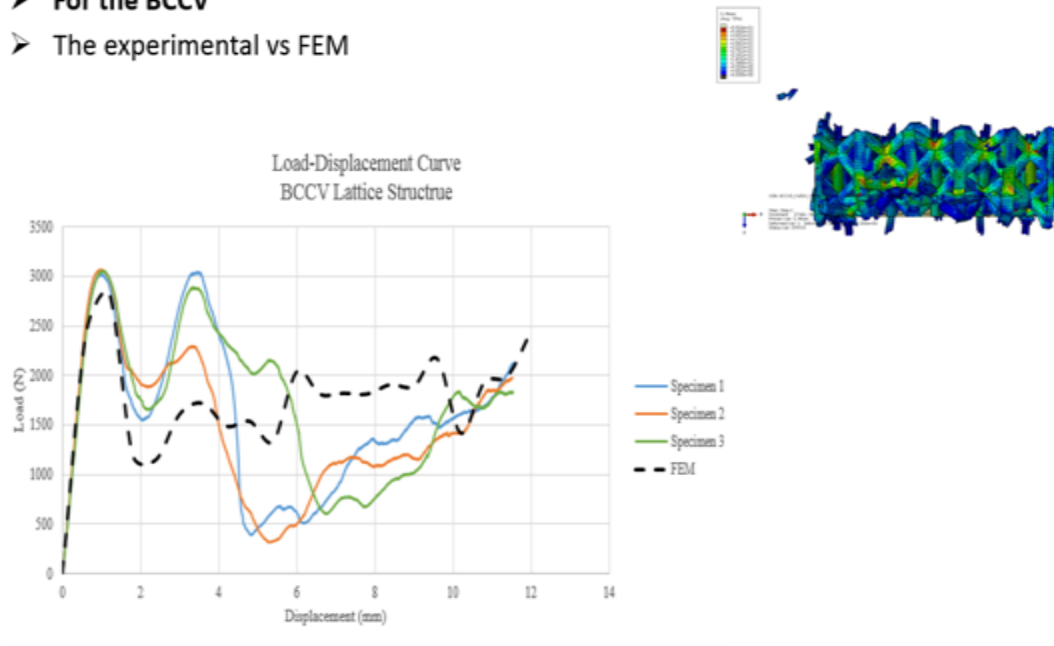 For the BCCV
The experimental vs FEM
Load-Displacement Curve
BCCV Lattice Structrue
3500
3000
2500
2000
1500
1000
500
0
Load (N)
0 2 4 6 8 10 12 14
Displacement (mm)
Specimen 1
Specimen 2
Specimen 3
FEM